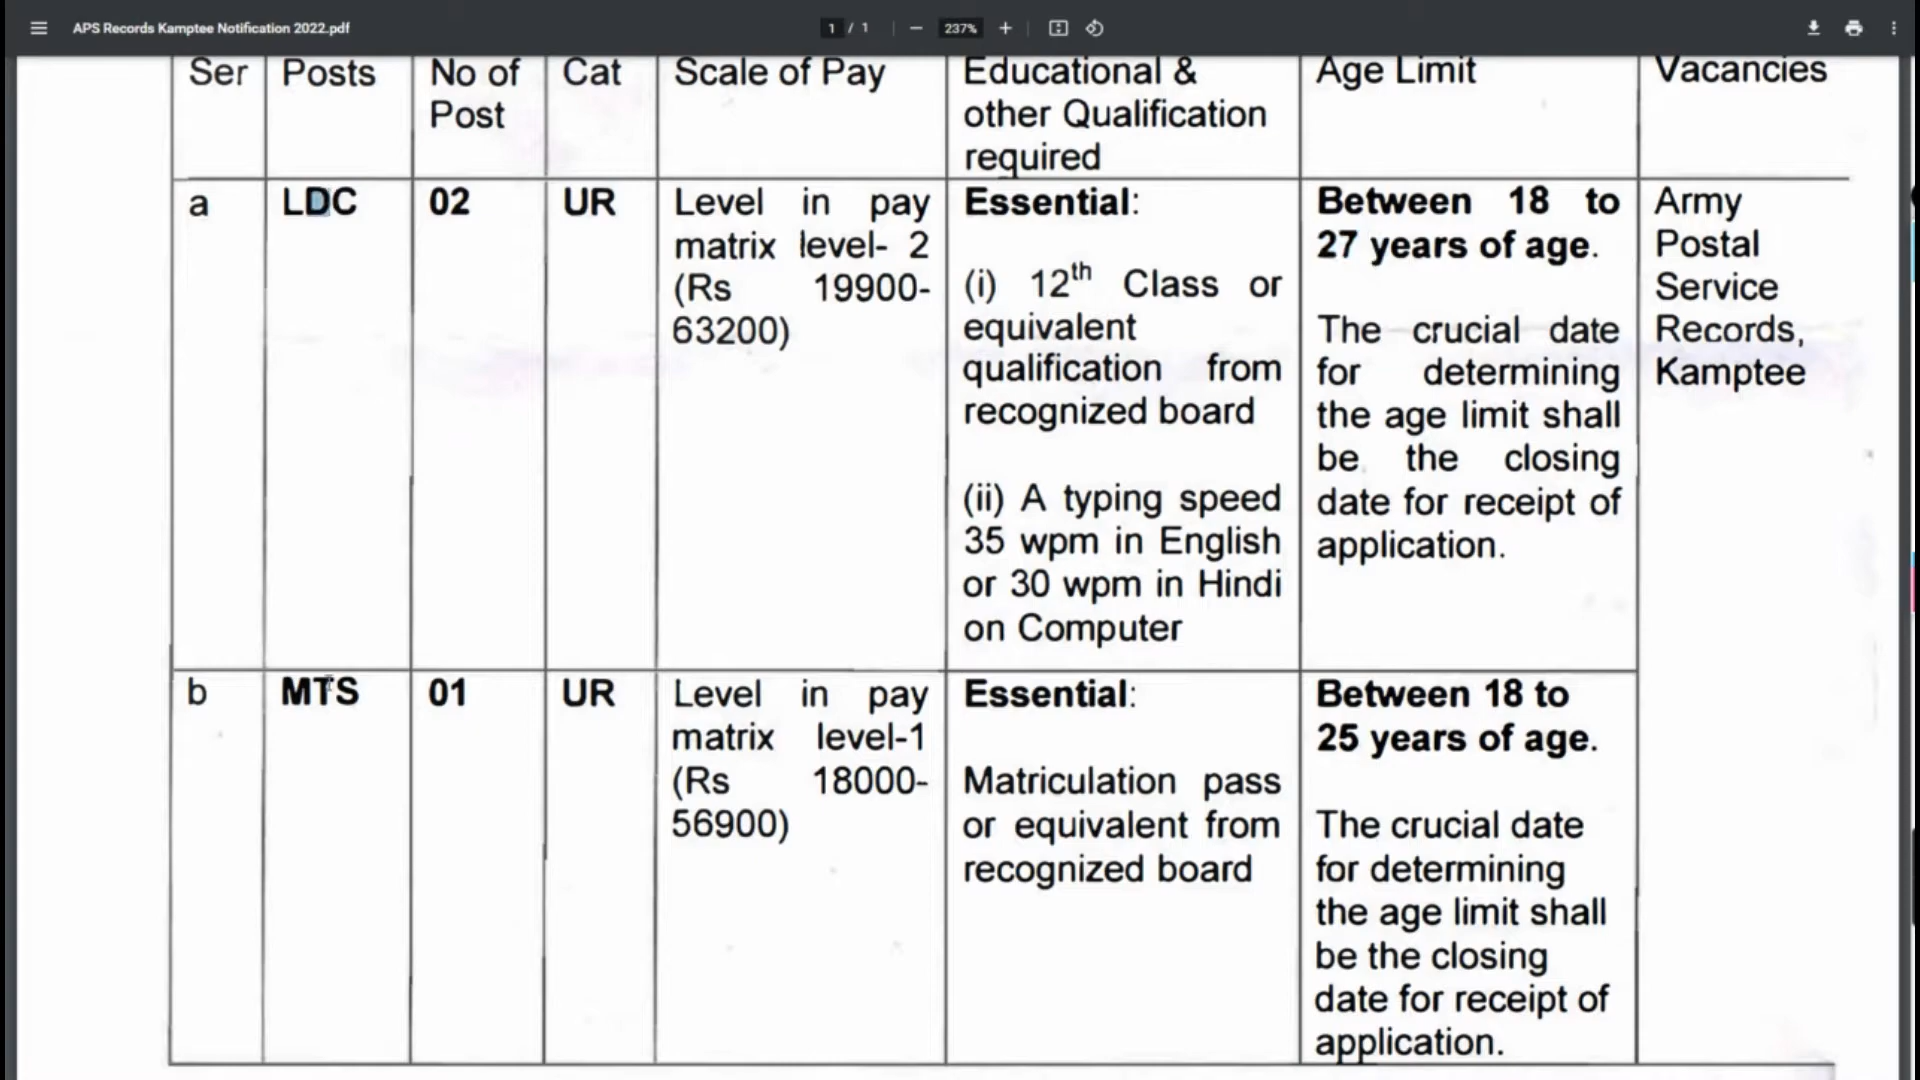 APS Records Kamptee Notification 2022.pdf
1 / 1
237%
Ser
Posts
No of
Post
Cat
Scale of Pay
Educational &
other Qualification
required
Age Limit
Vacancies
a
LDC
02
UR
Level in pay
matrix level- 2
(Rs 19900-
63200)
Essential:
(i) 12th Class or
equivalent
qualification from
recognized board
(ii) A typing speed
35 wpm in English
or 30 wpm in Hindi
on Computer
Between 18 to
27 years of age.
The crucial date
for determining
the age limit shall
be the closing
date for receipt of
application.
Army
Postal
Service
Records,
Kamptee
b
MTS
01
UR
Level in pay
matrix level-1
(Rs 18000-
56900)
Essential:
Matriculation pass
or equivalent from
recognized board
Between 18 to
25 years of age.
The crucial date
for determining
the age limit shall
be the closing
date for receipt of
application.